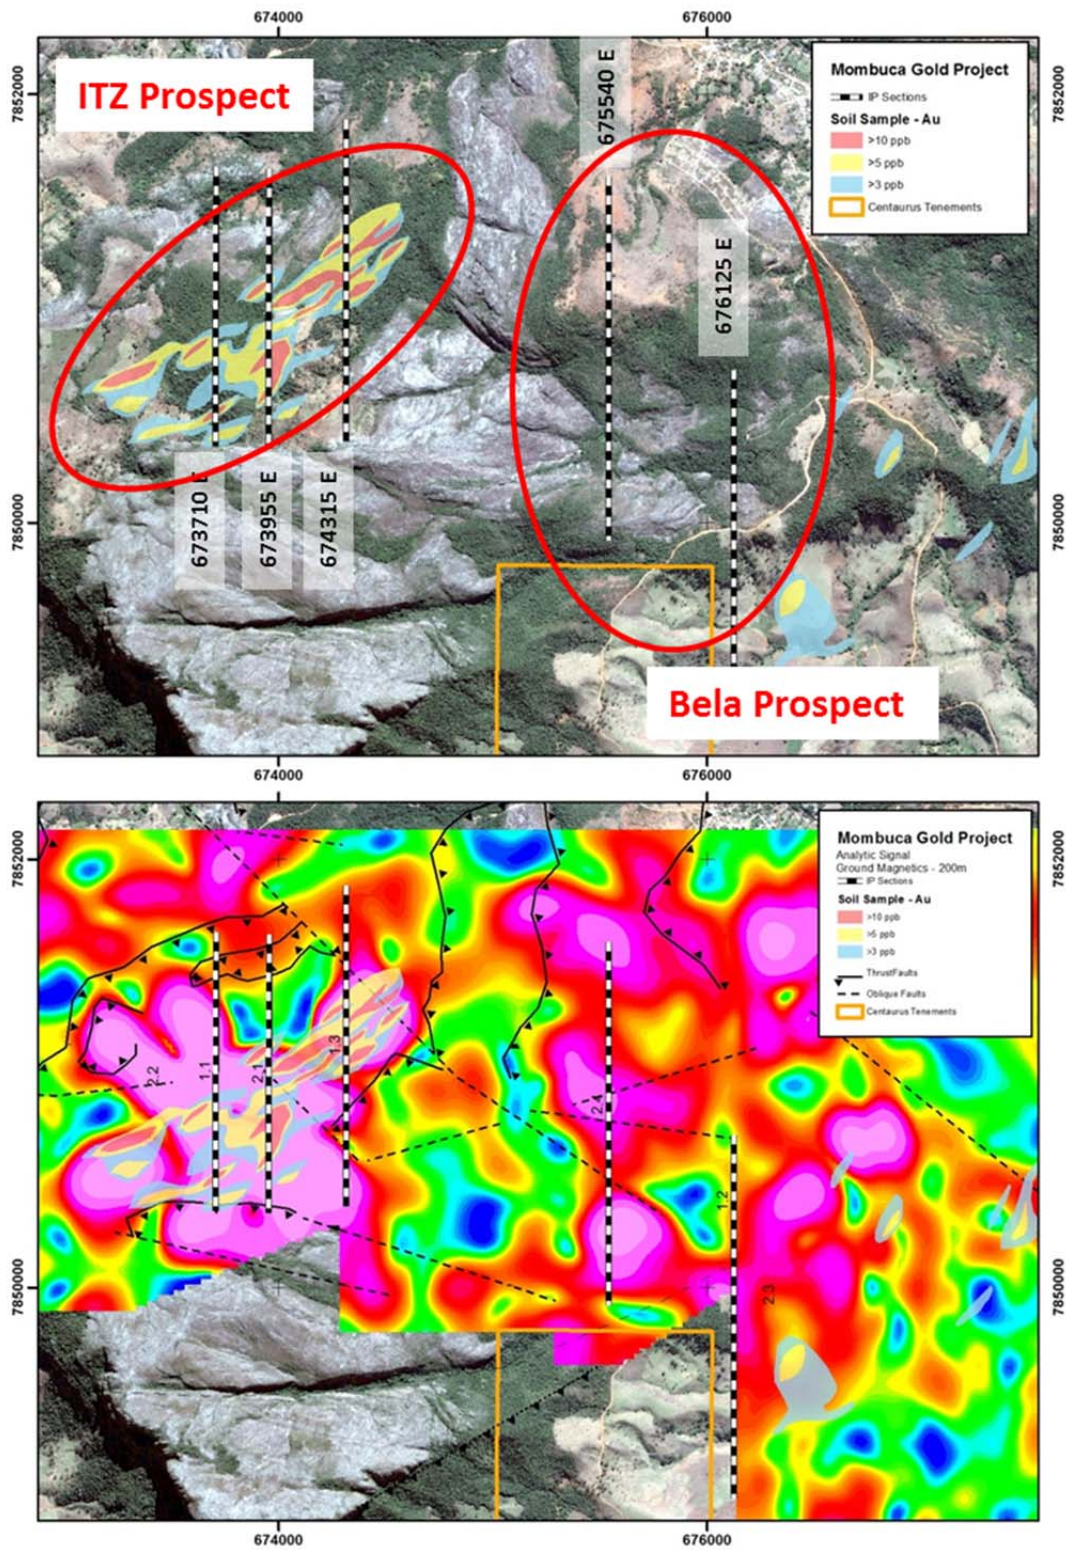 674000
676000
7852000
7852000
ITZ Prospect
675540 E
Mombuca Gold Project
IP Sections
Soil Sample - Au
>10 ppb
>5 ppb
>3 ppb
Centaurus Tenements
676125 E
673710 E
673955 E
674315 E
7850000
7850000
Bela Prospect
674000
676000
7852000
7852000
Mombuca Gold Project
Analytic Signal
Ground Magnetics - 200m
IP Sections
Soil Sample - Au
>10 ppb
>5 ppb
>3 ppb
ThrustFaults
Oblique Faults
Centaurus Tenements
2.2
1.1
2.1
1.3
2.4
1.2
2.3
7850000
7850000
674000
676000